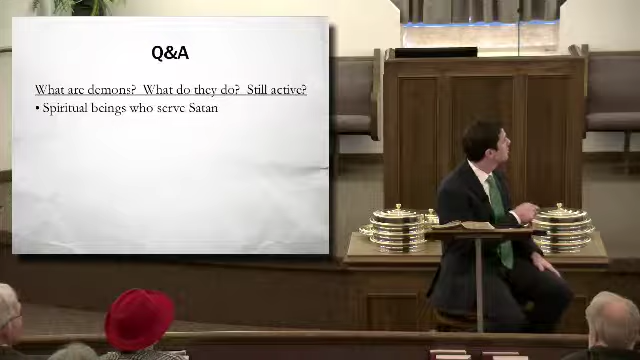 Q&A
What are demons? What do they do? Still active?
• Spiritual beings who serve Satan